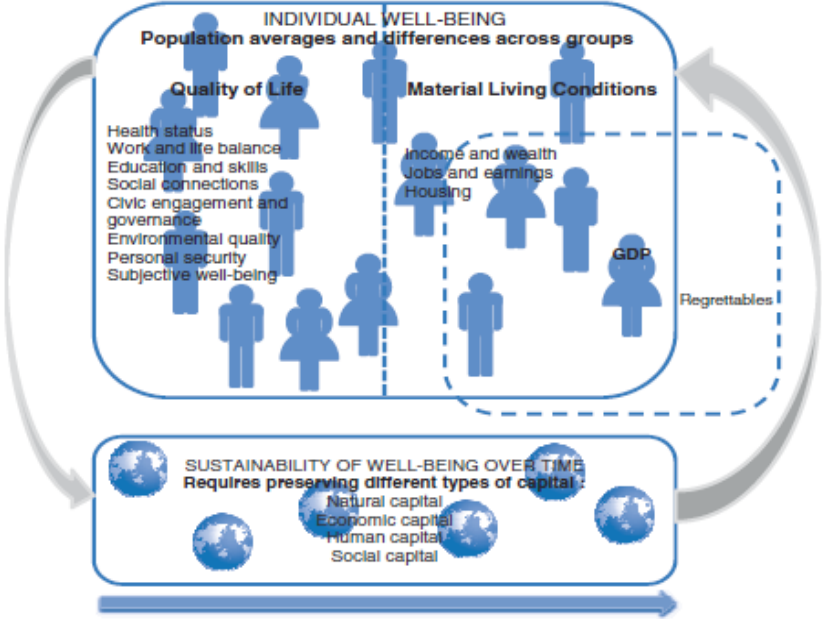 INDIVIDUAL WELL-BEING
Population averages and differences across groups
Quality of Life
Health status
Work and life balance
Education and skills
Social connections
Civic engagement and
governance
Environmental quality
Personal security
Subjective well-being
Material Living Conditions
Income and wealth
Jobs and earnings
Housing
GDP
Regrettables
SUSTAINABILITY OF WELL-BEING OVER TIME
Requires preserving different types of capital :
Natural capital
Economic capital
Human capital
Social capital